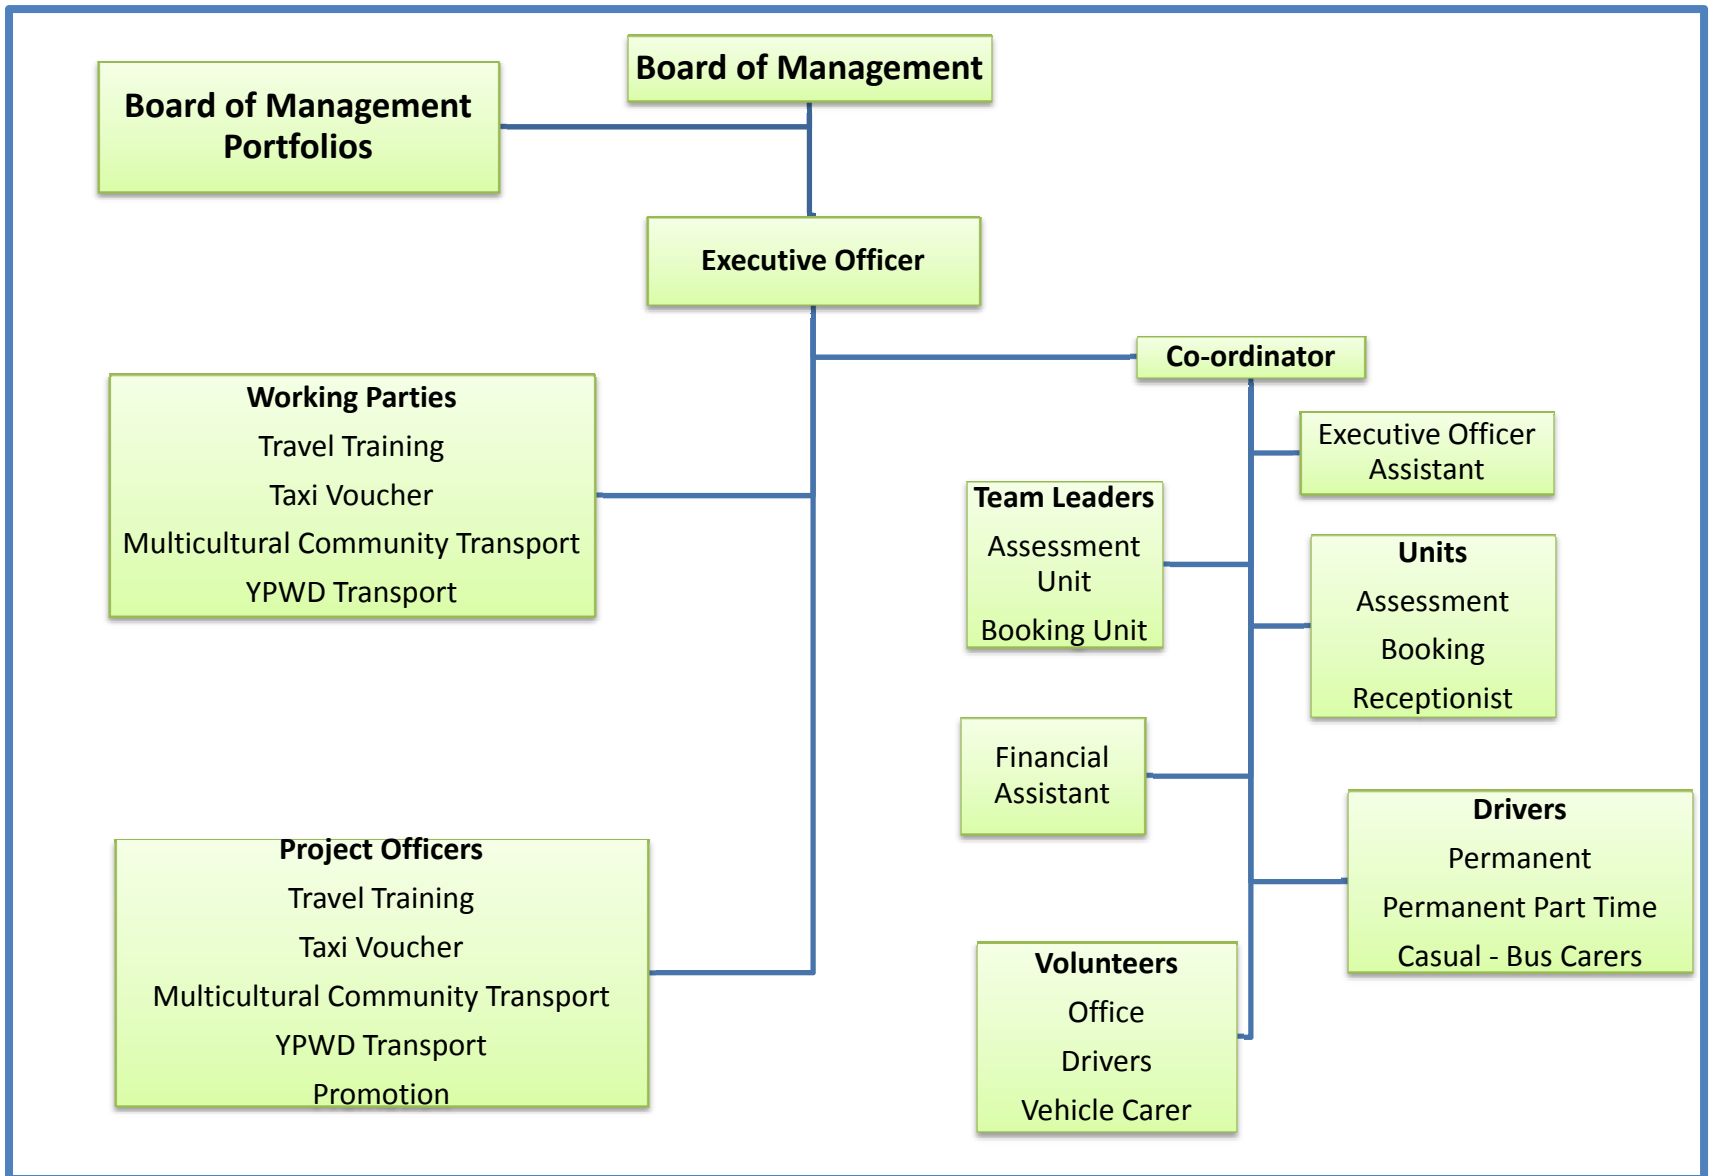 Board of Management
Board of Management
Portfolios
Executive Officer
Co-ordinator
Working Parties
Travel Training
Taxi Voucher
Multicultural Community Transport
YPWD Transport
Executive Officer
Assistant
Team Leaders
Assessment
Unit
Booking Unit
Units
Assessment
Booking
Receptionist
Financial
Assistant
Drivers
Permanent
Permanent Part Time
Casual - Bus Carers
Project Officers
Travel Training
Taxi Voucher
Multicultural Community Transport
YPWD Transport
Promotion
Volunteers
Office
Drivers
Vehicle Carer